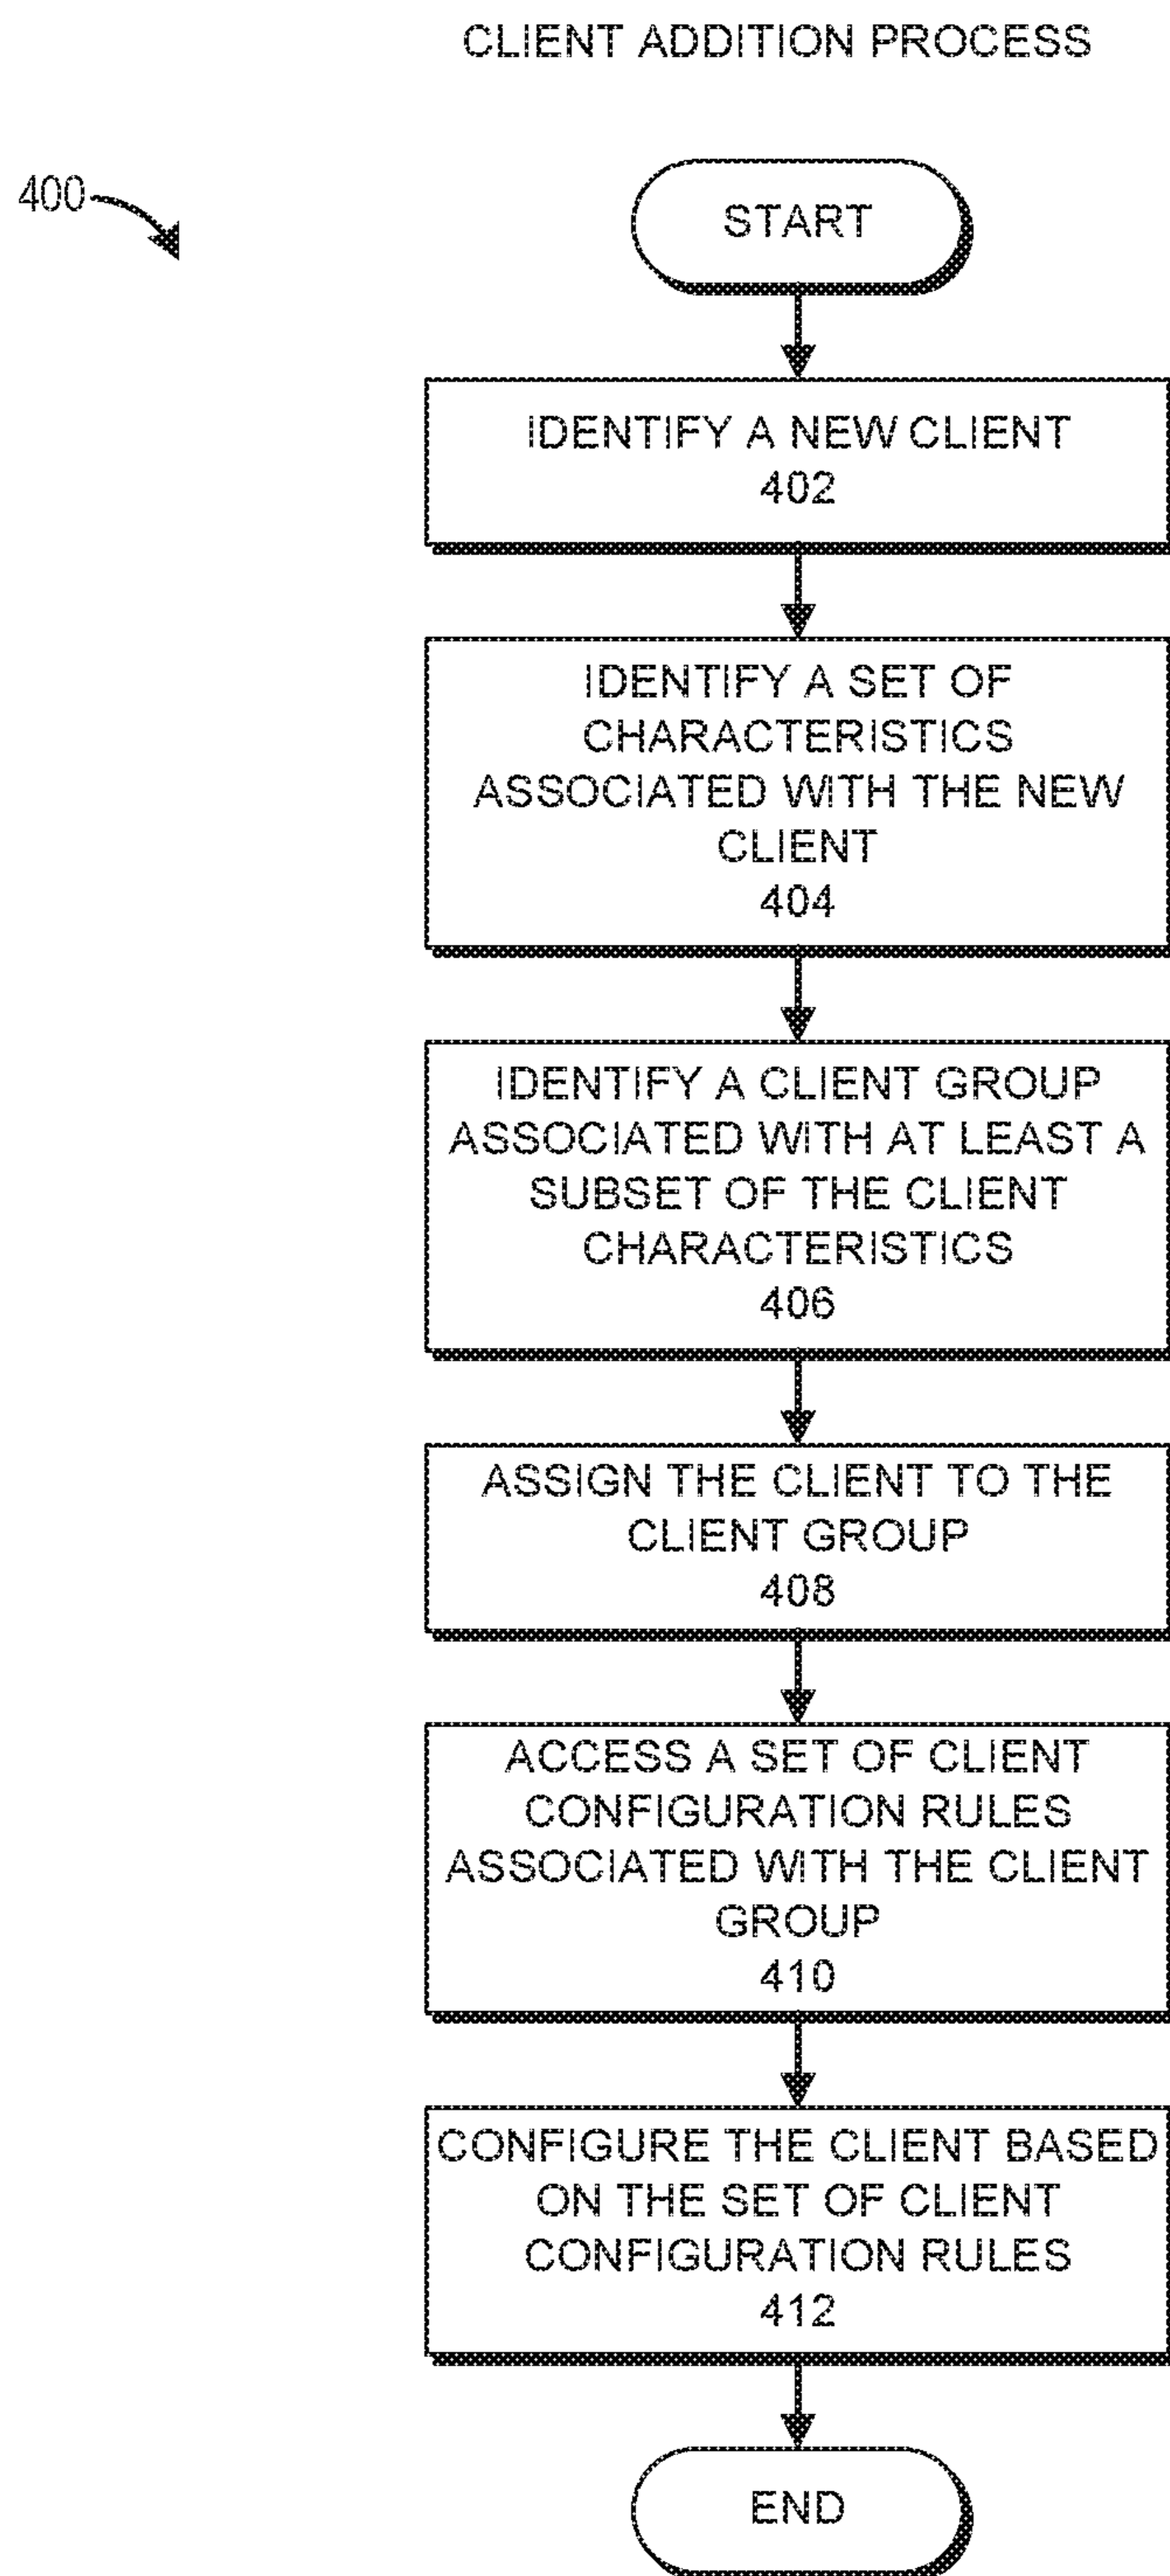 CLIENT ADDITION PROCESS
400
START
IDENTIFY A NEW CLIENT
402
IDENTIFY A SET OF
CHARACTERISTICS
ASSOCIATED WITH THE NEW
CLIENT
404
IDENTIFY A CLIENT GROUP
ASSOCIATED WITH AT LEAST A
SUBSET OF THE CLIENT
CHARACTERISTICS
406
ASSIGN THE CLIENT TO THE
CLIENT GROUP
408
ACCESS A SET OF CLIENT
CONFIGURATION RULES
ASSOCIATED WITH THE CLIENT
GROUP
410
CONFIGURE THE CLIENT BASED
ON THE SET OF CLIENT
CONFIGURATION RULES
412
END